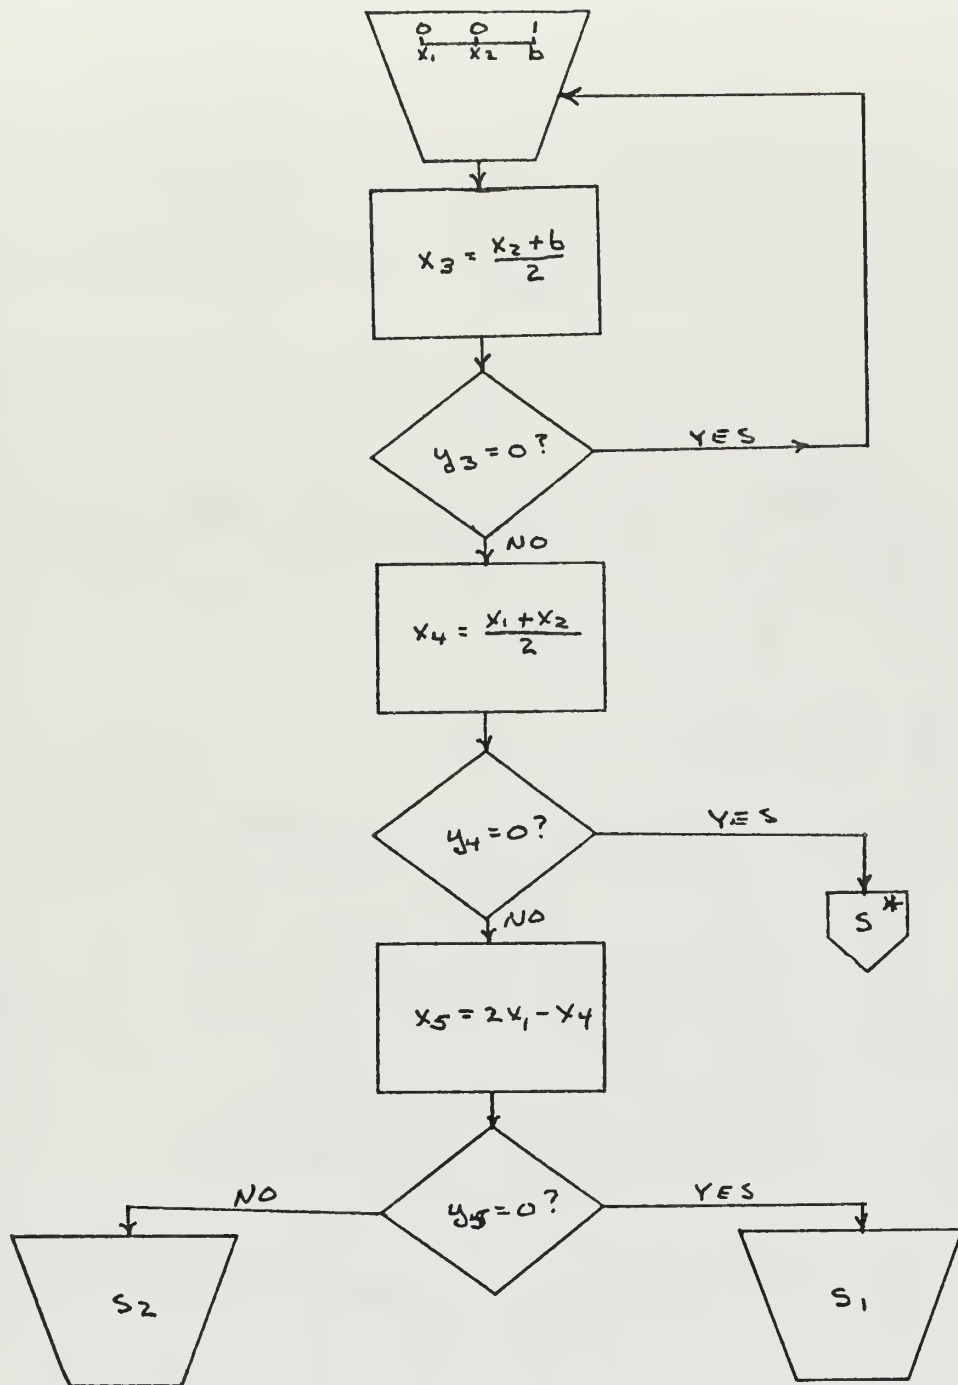 0 0 1
x₁ x₂ b
x₃ = (x₂ + b)/2
y₃ = 0?
YES
NO
x₄ = (x₁ + x₂)/2
y₄ = 0?
YES
S*
NO
x₅ = 2x₁ - x₄
y₅ = 0?
NO
YES
S₂
S₁